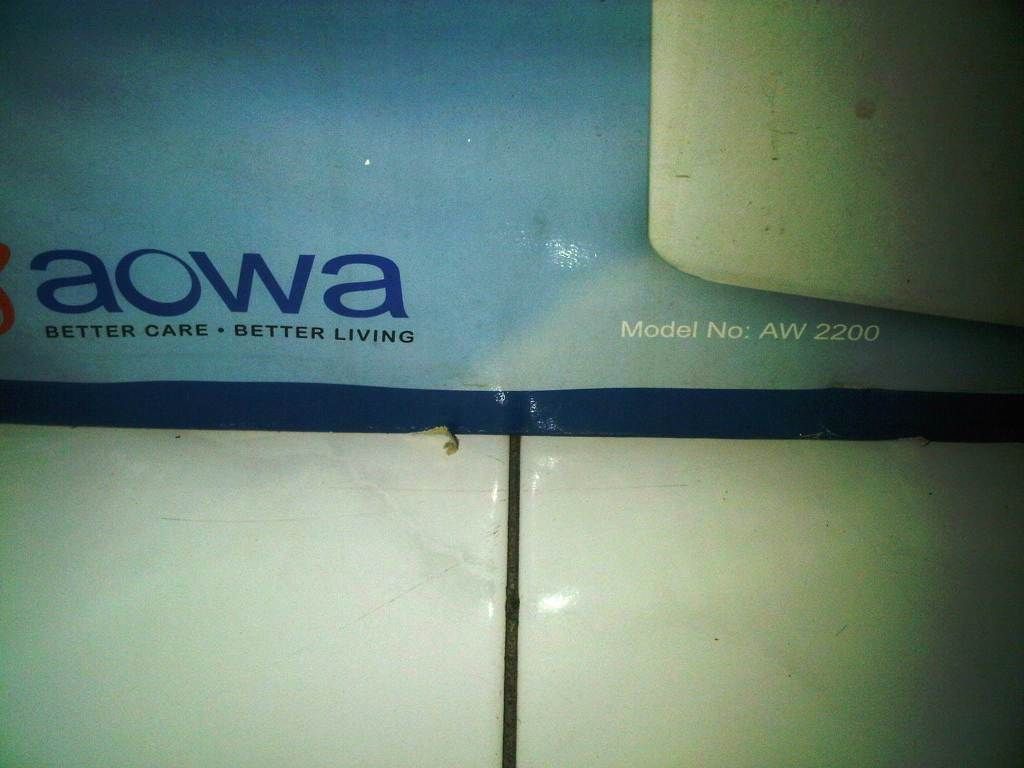 aowa
BETTER CARE • BETTER LIVING
Model No: AW 2200